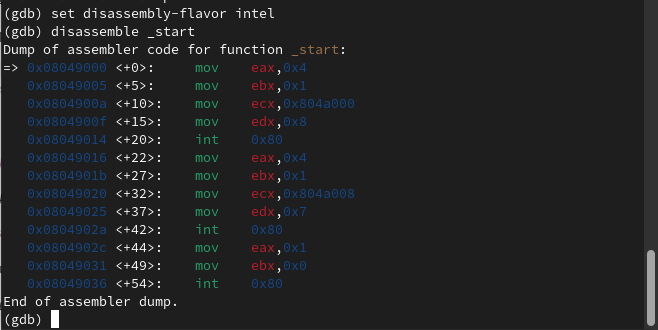 (gdb) set disassembly-flavor intel
(gdb) disassemble _start
Dump of assembler code for function _start:
=> 0x08049000 <+0>:     mov    eax,0x4
   0x08049005 <+5>:     mov    ebx,0x1
   0x0804900a <+10>:    mov    ecx,0x804a000
   0x0804900f <+15>:    mov    edx,0x8
   0x08049014 <+20>:    int    0x80
   0x08049016 <+22>:    mov    eax,0x4
   0x0804901b <+27>:    mov    ebx,0x1
   0x08049020 <+32>:    mov    ecx,0x804a008
   0x08049025 <+37>:    mov    edx,0x7
   0x0804902a <+42>:    int    0x80
   0x0804902c <+44>:    mov    eax,0x1
   0x08049031 <+49>:    mov    ebx,0x0
   0x08049036 <+54>:    int    0x80
End of assembler dump.
(gdb)